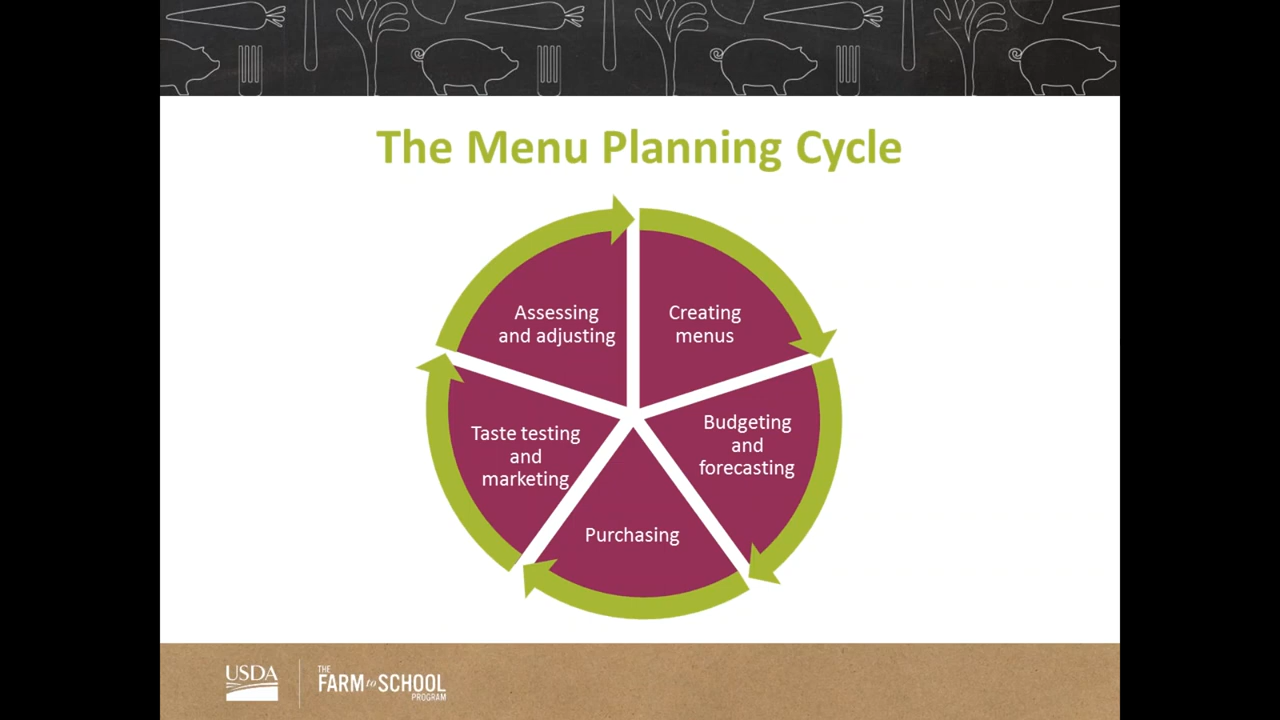 The Menu Planning Cycle
Assessing
and adjusting
Creating
menus
Budgeting
and
forecasting
Purchasing
Taste testing
and
marketing
USDA
THE
FARM to SCHOOL
PROGRAM